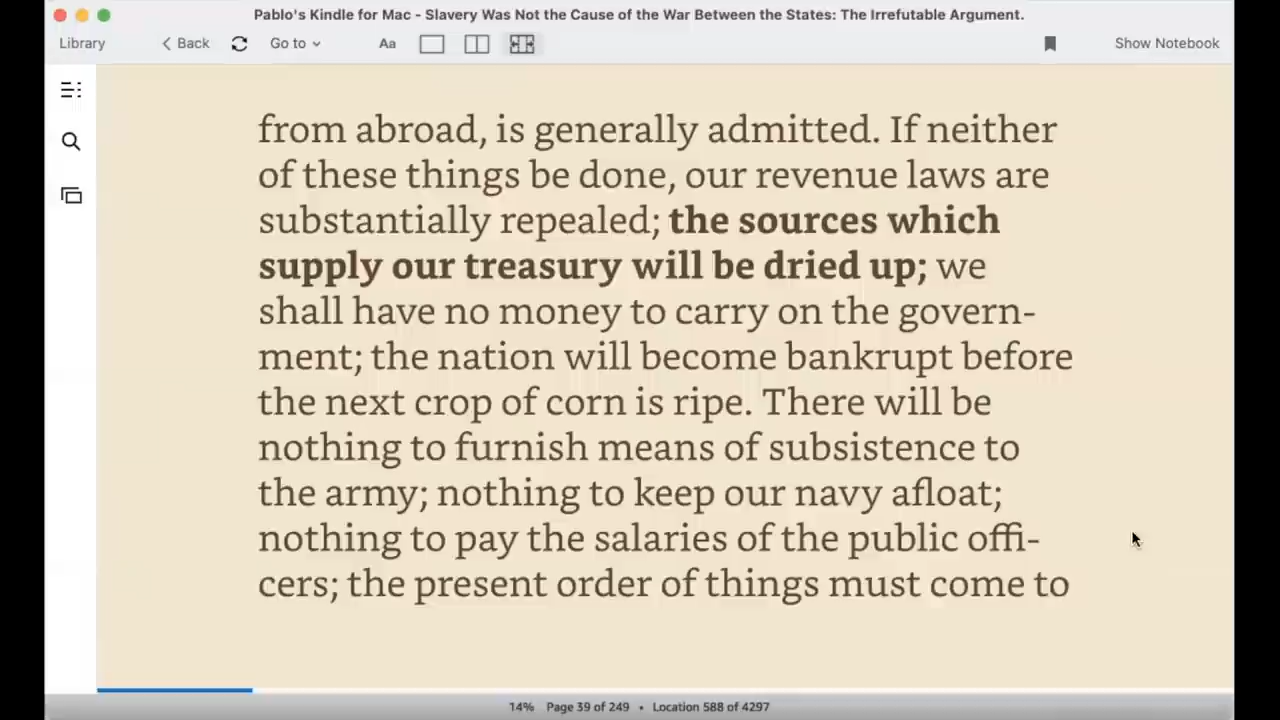 Pablo's Kindle for Mac - Slavery Was Not the Cause of the War Between the States: The Irrefutable Argument.
Library Back Go to Aa Show Notebook
from abroad, is generally admitted. If neither
of these things be done, our revenue laws are
substantially repealed; the sources which
supply our treasury will be dried up; we
shall have no money to carry on the govern-
ment; the nation will become bankrupt before
the next crop of corn is ripe. There will be
nothing to furnish means of subsistence to
the army; nothing to keep our navy afloat;
nothing to pay the salaries of the public offi-
cers; the present order of things must come to
14% Page 39 of 249 • Location 588 of 4297